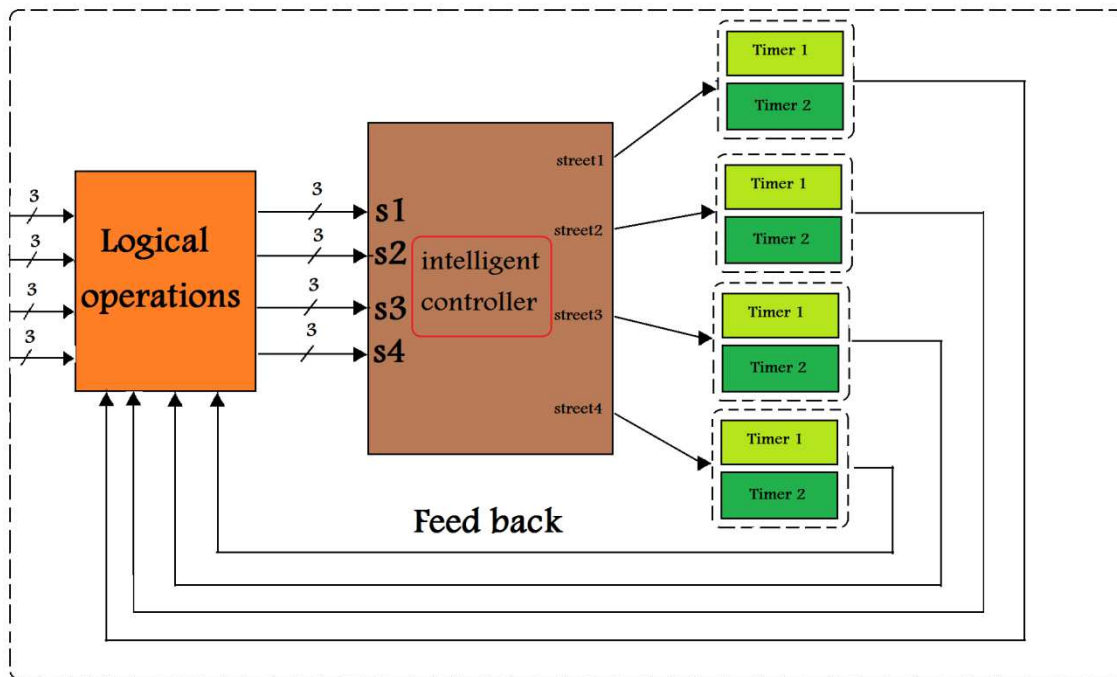 Timer 1
Timer 2
street1
3
3
s1
Logical
operations
Timer 1
Timer 2
street2
3
3
s2
intelligent
controller
3
3
s3
street3
Timer 1
Timer 2
3
3
s4
street4
Timer 1
Timer 2
Feed back